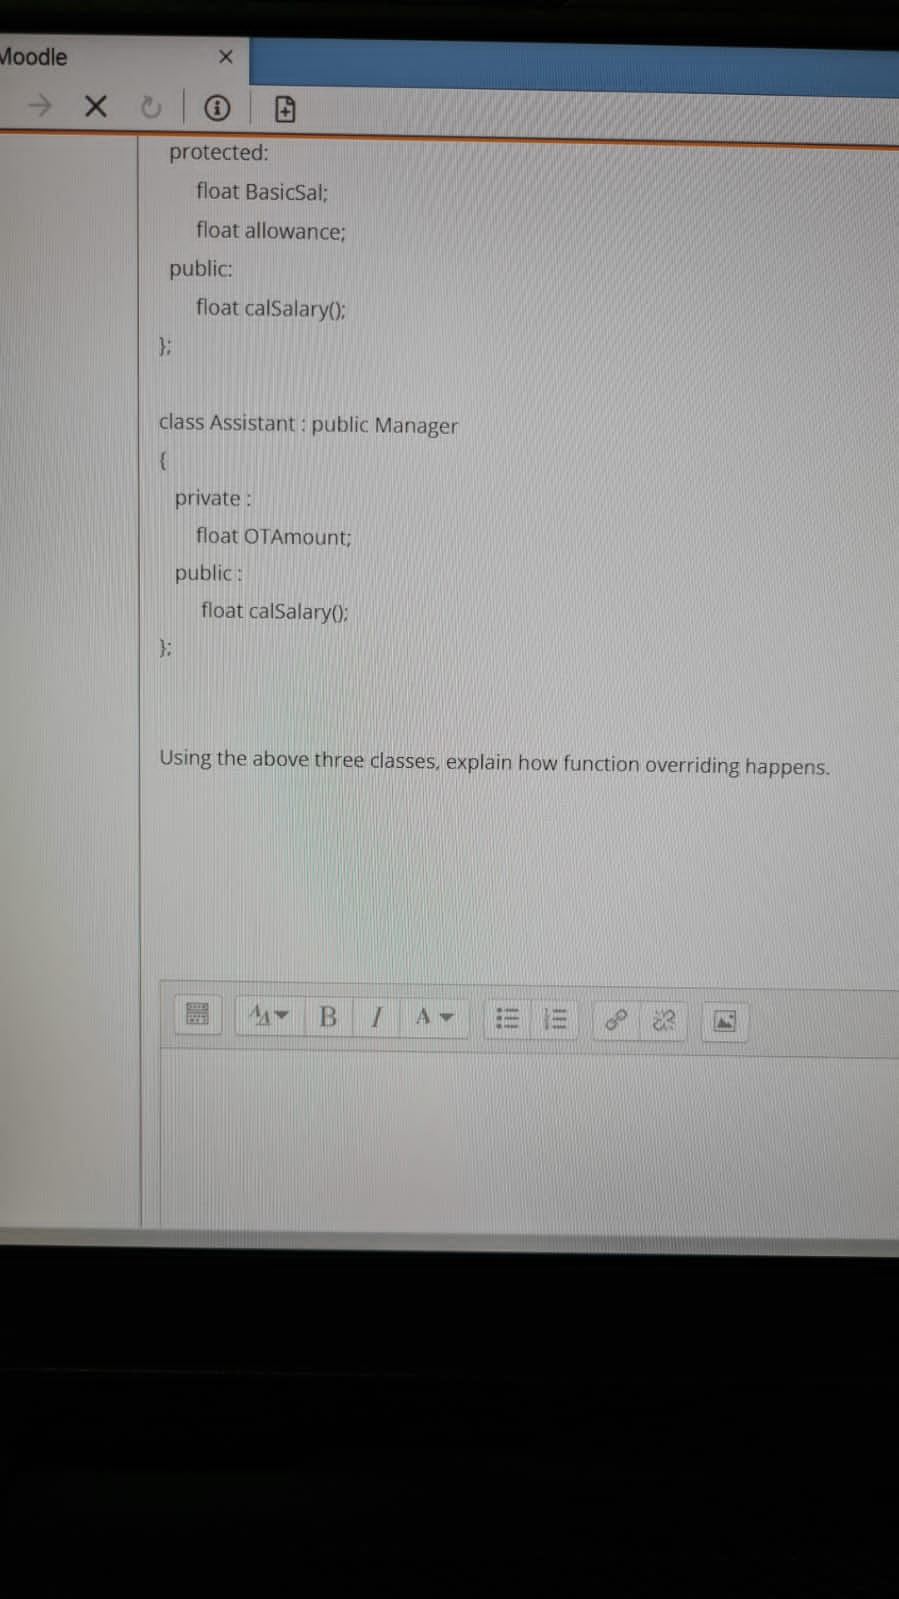 Moodle
protected:
float BasicSal;
float allowance;
public:
float calSalary();
};
class Assistant : public Manager
{
private :
float OTAmount;
public :
float calSalary();
};
Using the above three classes, explain how function overriding happens.
B I A